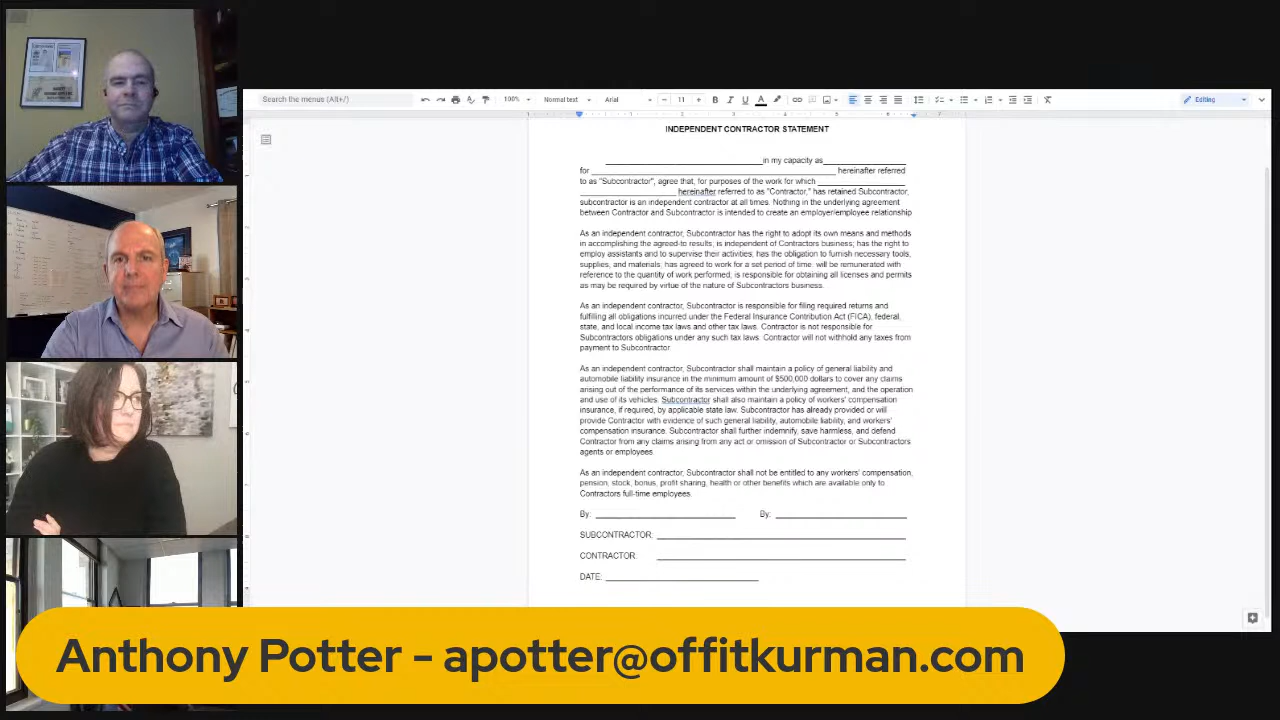 Search the menus (Alt+/)
100%
Normal text
Arial
11
Editing
INDEPENDENT CONTRACTOR STATEMENT
in my capacity as
for hereinafter referred
to as "Subcontractor", agree that, for purposes of the work for which
hereinafter referred to as "Contractor," has retained Subcontractor,
subcontractor is an independent contractor at all times. Nothing in the underlying agreement
between Contractor and Subcontractor is intended to create an employer/employee relationship
As an independent contractor, Subcontractor has the right to adopt its own means and methods
in accomplishing the agreed-to results, is independent of Contractors business; has the right to
employ assistants and to supervise their activities; has the obligation to furnish necessary tools,
supplies, and materials, has agreed to work for a set period of time, will be remunerated with
reference to the quantity of work performed, is responsible for obtaining all licenses and permits
as may be required by virtue of the nature of Subcontractors business.
As an independent contractor, Subcontractor is responsible for filing required returns and
fulfilling all obligations incurred under the Federal Insurance Contribution Act (FICA), federal,
state, and local income tax laws and other tax laws. Contractor is not responsible for
Subcontractors obligations under any such tax laws. Contractor will not withhold any taxes from
payment to Subcontractor
As an independent contractor, Subcontractor shall maintain a policy of general liability and
automobile liability insurance in the minimum amount of $500,000 dollars to cover any claims
arising out of the performance of its services within the underlying agreement, and the operation
and use of its vehicles. Subcontractor shall also maintain a policy of workers' compensation
insurance, if required, by applicable state law. Subcontractor has already provided or will
provide Contractor with evidence of such general liability, automobile liability, and workers'
compensation insurance. Subcontractor shall further indemnify, save harmless, and defend
Contractor from any claims arising from any act or omission of Subcontractor or Subcontractors
agents or employees
As an independent contractor, Subcontractor shall not be entitled to any workers' compensation,
pension, stock, bonus, profit sharing, health or other benefits which are available only to
Contractors full-time employees.
By: By:
SUBCONTRACTOR:
CONTRACTOR:
DATE:
Anthony Potter - apotter@offitkurman.com